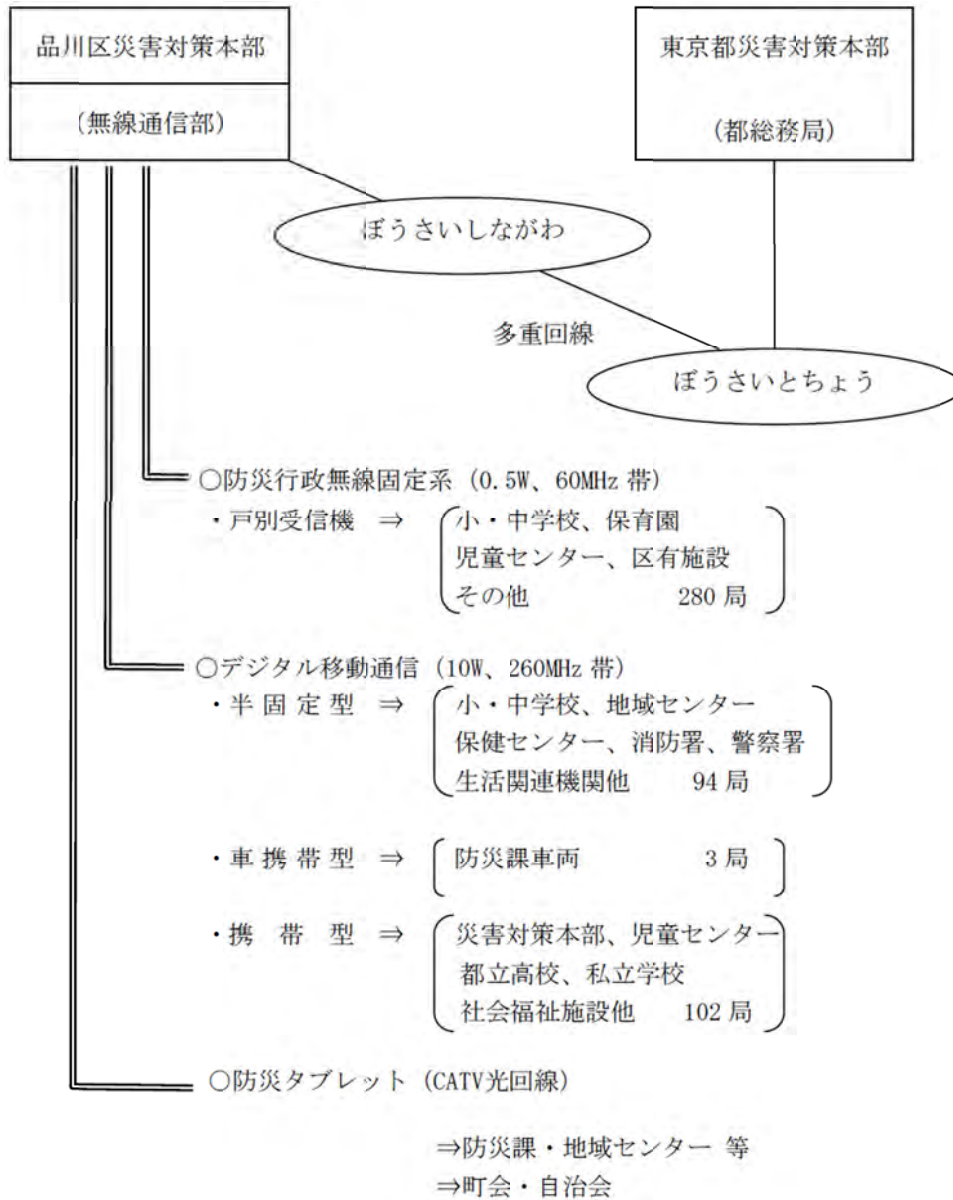 品川区災害対策本部
(無線通信部)
東京都災害対策本部
(都総務局)
ぼうさいしながわ
多重回線
ぼうさいとちょう
○防災行政無線固定系（0.5W、60MHz 帯）
・戸別受信機 ⇒ 小・中学校、保育園
児童センター、区有施設
その他 280 局
○デジタル移動通信（10W、260MHz 帯）
・半固定型 ⇒ 小・中学校、地域センター
保健センター、消防署、警察署
生活関連機関他 94 局
・車携帯型 ⇒ 防災課車両 3 局
・携帯型 ⇒ 災害対策本部、児童センター
都立高校、私立学校
社会福祉施設他 102 局
○防災タブレット（CATV光回線）
⇒防災課・地域センター 等
⇒町会・自治会